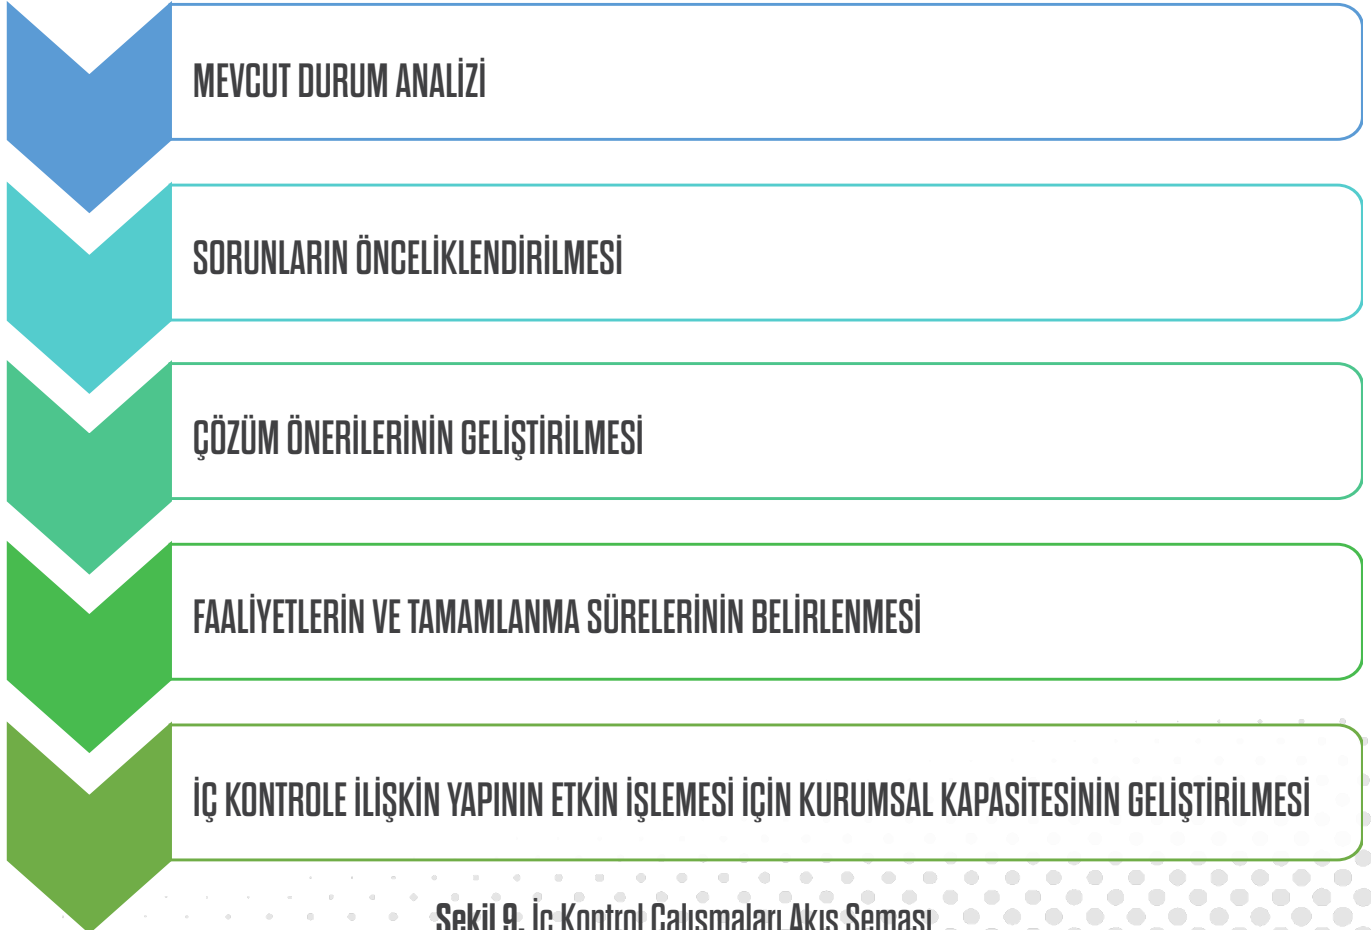 MEVCUT DURUM ANALİZİ
SORUNLARIN ÖNCELİKLENDİRİLMESİ
ÇÖZÜM ÖNERİLERİNİN GELİŞTİRİLMESİ
FAALİYETLERİN VE TAMAMLANMA SÜRELERİNİN BELİRLENMESİ
İÇ KONTROLE İLİŞKİN YAPININ ETKİN İŞLEMESİ İÇİN KURUMSAL KAPASİTESİNİN GELİŞTİRİLMESİ
Şekil 9. İç Kontrol Çalışmaları Akış Şeması